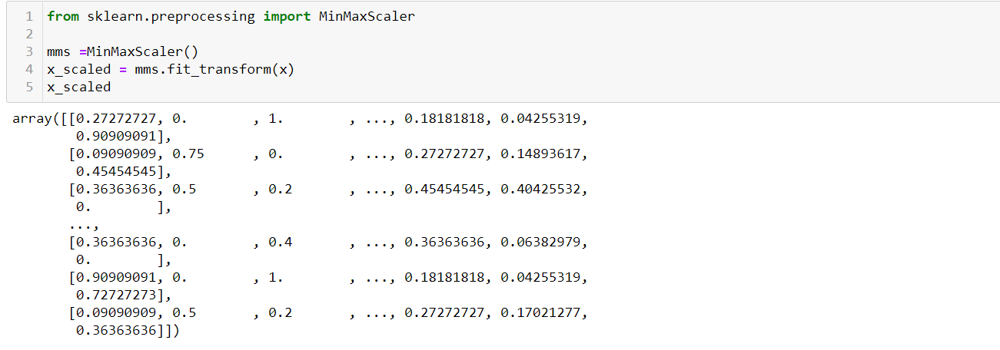 1 from sklearn.preprocessing import MinMaxScaler
2
3 mms =MinMaxScaler()
4 x_scaled = mms.fit_transform(x)
5 x_scaled
array([[0.27272727, 0.        , 1.        , ..., 0.18181818, 0.04255319,
        0.90909091],
       [0.09090909, 0.75      , 0.        , ..., 0.27272727, 0.14893617,
        0.45454545],
       [0.36363636, 0.5       , 0.2       , ..., 0.45454545, 0.40425532,
        0.        ],
       ...,
       [0.36363636, 0.        , 0.4       , ..., 0.36363636, 0.06382979,
        0.        ],
       [0.90909091, 0.        , 1.        , ..., 0.18181818, 0.04255319,
        0.72727273],
       [0.09090909, 0.5       , 0.2       , ..., 0.27272727, 0.17021277,
        0.36363636]])